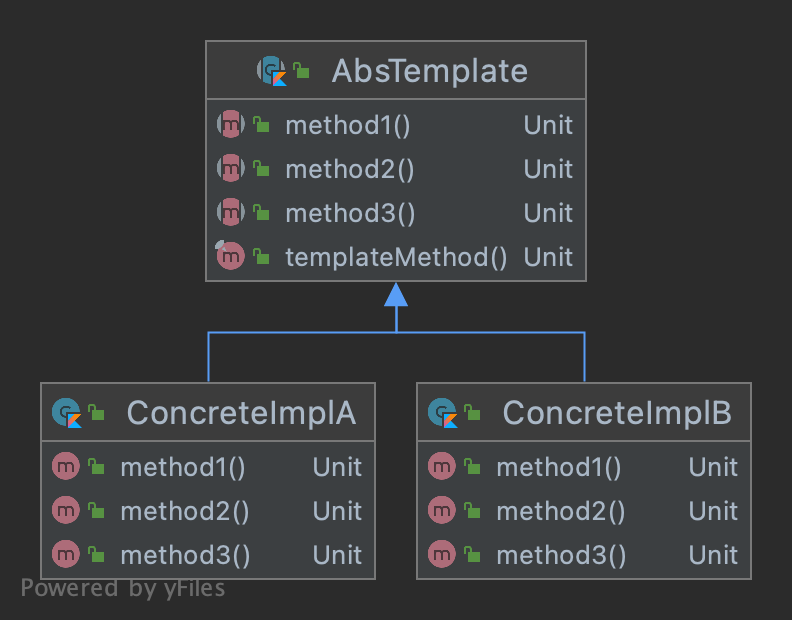 AbsTemplate
method1() Unit
method2() Unit
method3() Unit
templateMethod() Unit
ConcreteImplA
method1() Unit
method2() Unit
method3() Unit
ConcreteImplB
method1() Unit
method2() Unit
method3() Unit
Powered by yFiles